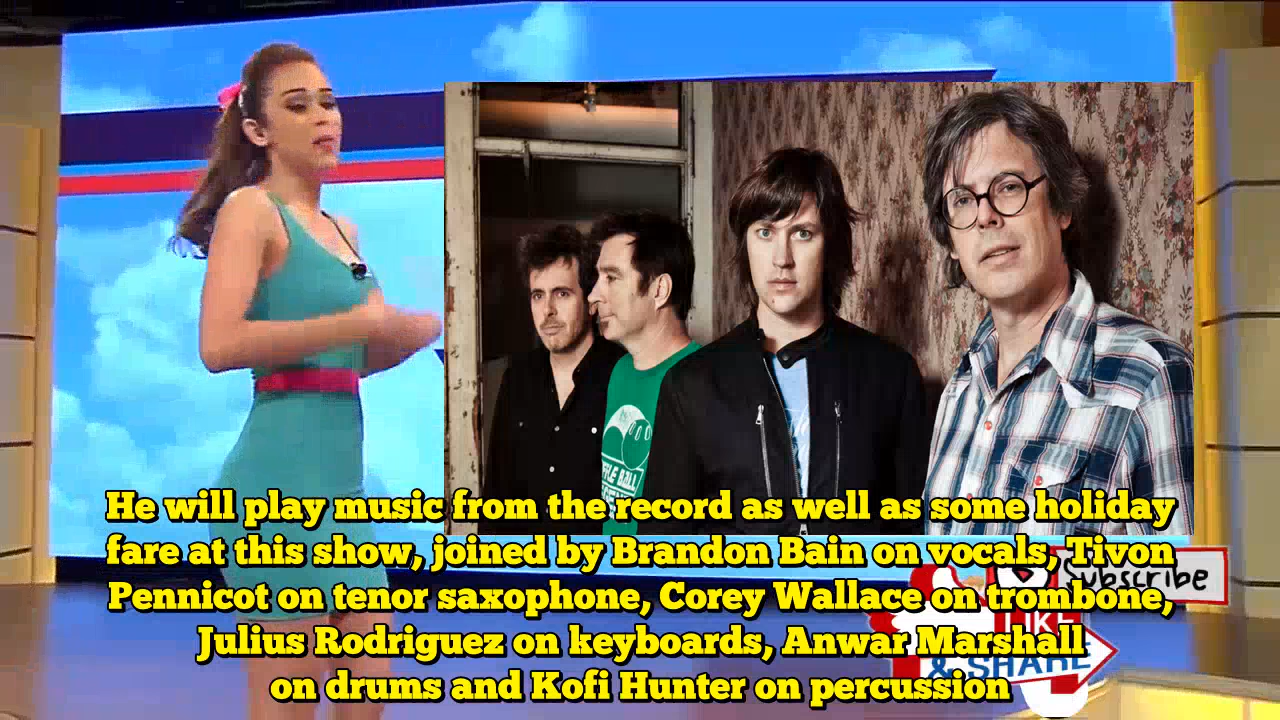 FLE BALL
He will play music from the record as well as some holiday
fare at this show, joined by Brandon Bain on vocals, Tivon
Pennicot on tenor saxophone, Corey Wallace on trombone,
Julius Rodriguez on keyboards, Anwar Marshall
on drums and Kofi Hunter on percussion
Subscribe
LIKE
& SHARE